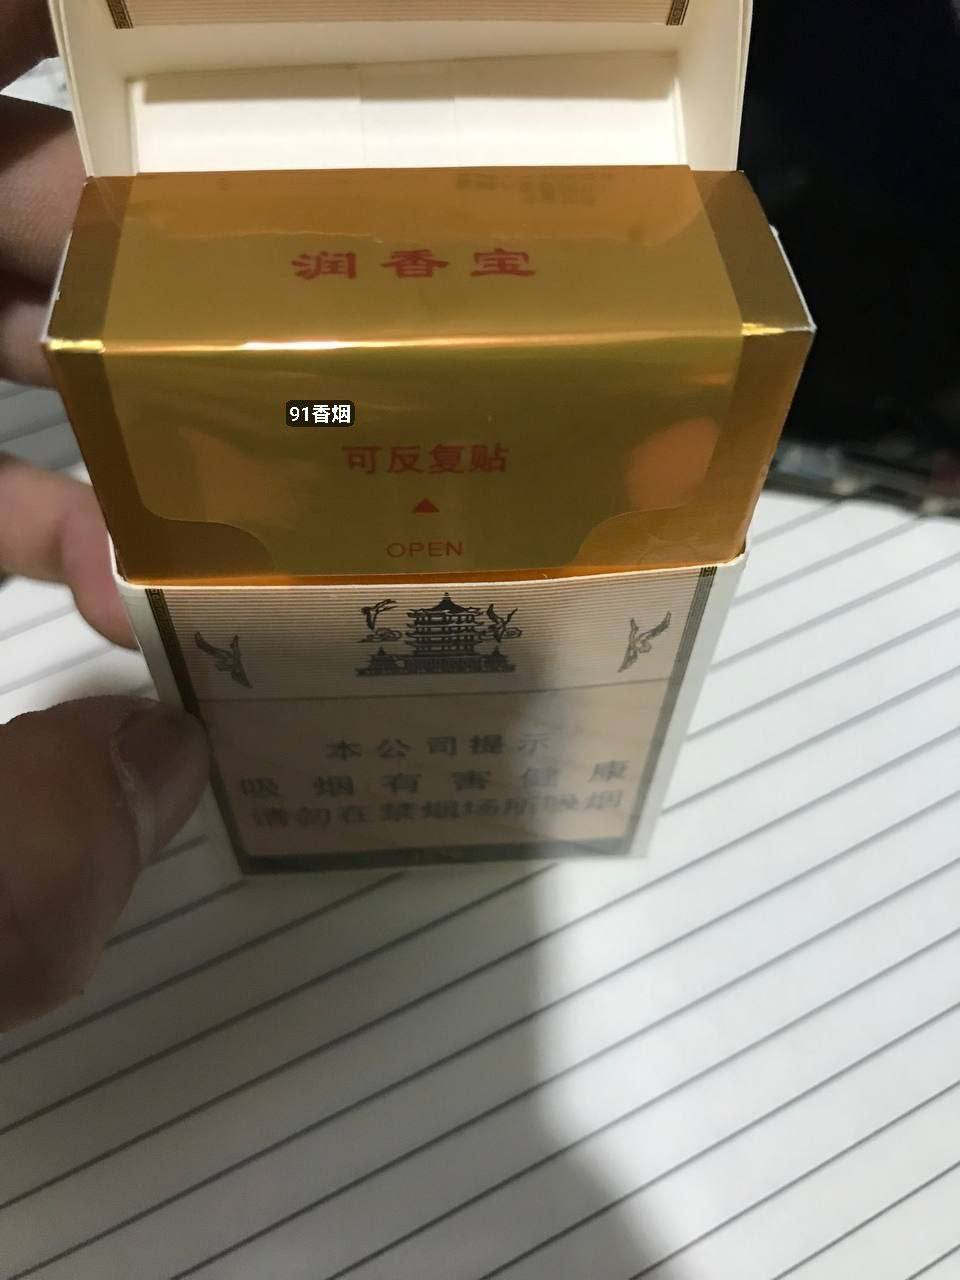 润香宝
91香烟
可反复贴
OPEN
本公司提示
吸烟有害健康
请勿在禁烟场所吸烟